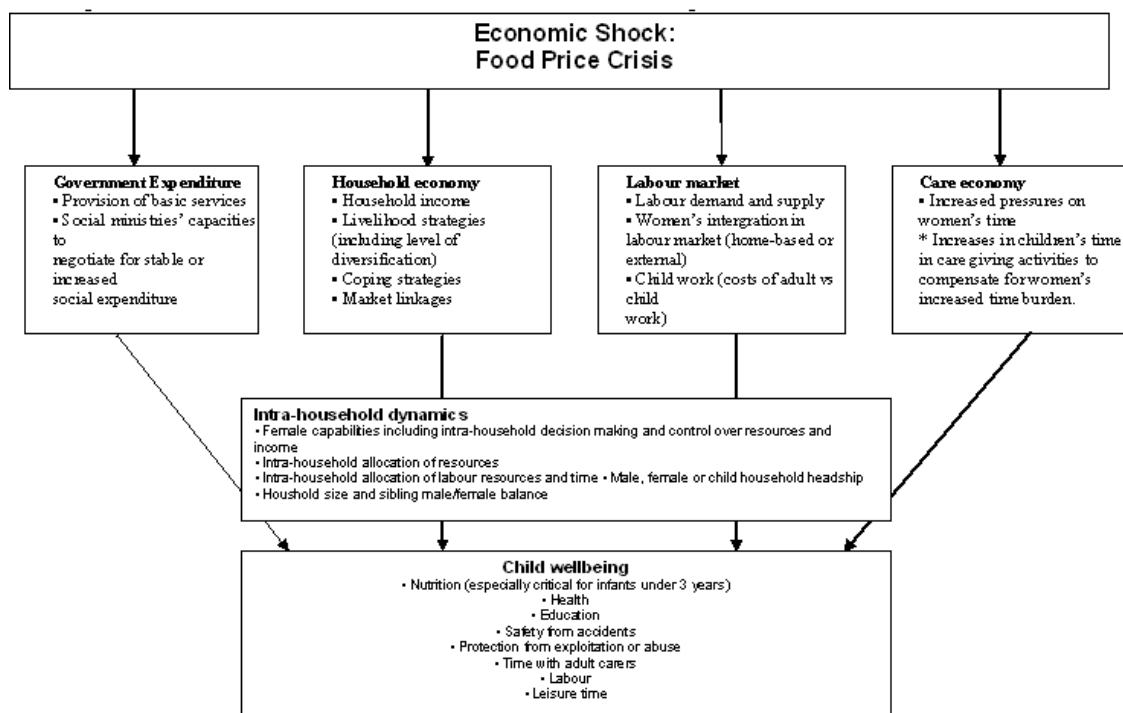 Economic Shock:
Food Price Crisis
Government Expenditure
▪ Provision of basic services
▪ Social ministries’ capacities
to
negotiate for stable or
increased
social expenditure
Household economy
▪ Household income
▪ Livelihood strategies
(including level of
diversification)
▪ Coping strategies
▪ Market linkages
Labour market
▪ Labour demand and supply
▪ Women’s intergration in
labour market (home-based or
external)
▪ Child work (costs of adult vs
child
work)
Care economy
▪ Increased pressures on
women’s time
* Increases in children’s time
in care giving activities to
compensate for women’s
increased time burden.
Intra-household dynamics
• Female capabilities including intra-household decision making and control over resources and
income
• Intra-household allocation of resources
• Intra-household allocation of labour resources and time • Male, female or child household headship
• Houshold size and sibling male/female balance
Child wellbeing
• Nutrition (especially critical for infants under 3 years)
• Health
• Education
• Safety from accidents
• Protection from exploitation or abuse
• Time with adult carers
• Labour
• Leisure time